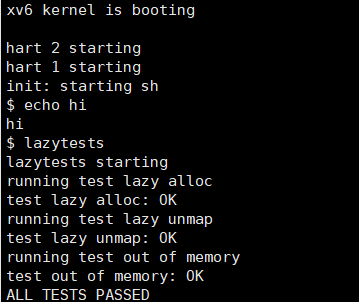 xv6 kernel is booting
hart 2 starting
hart 1 starting
init: starting sh
$ echo hi
hi
$ lazytests
lazytests starting
running test lazy alloc
test lazy alloc: OK
running test lazy unmap
test lazy unmap: OK
running test out of memory
test out of memory: OK
ALL TESTS PASSED